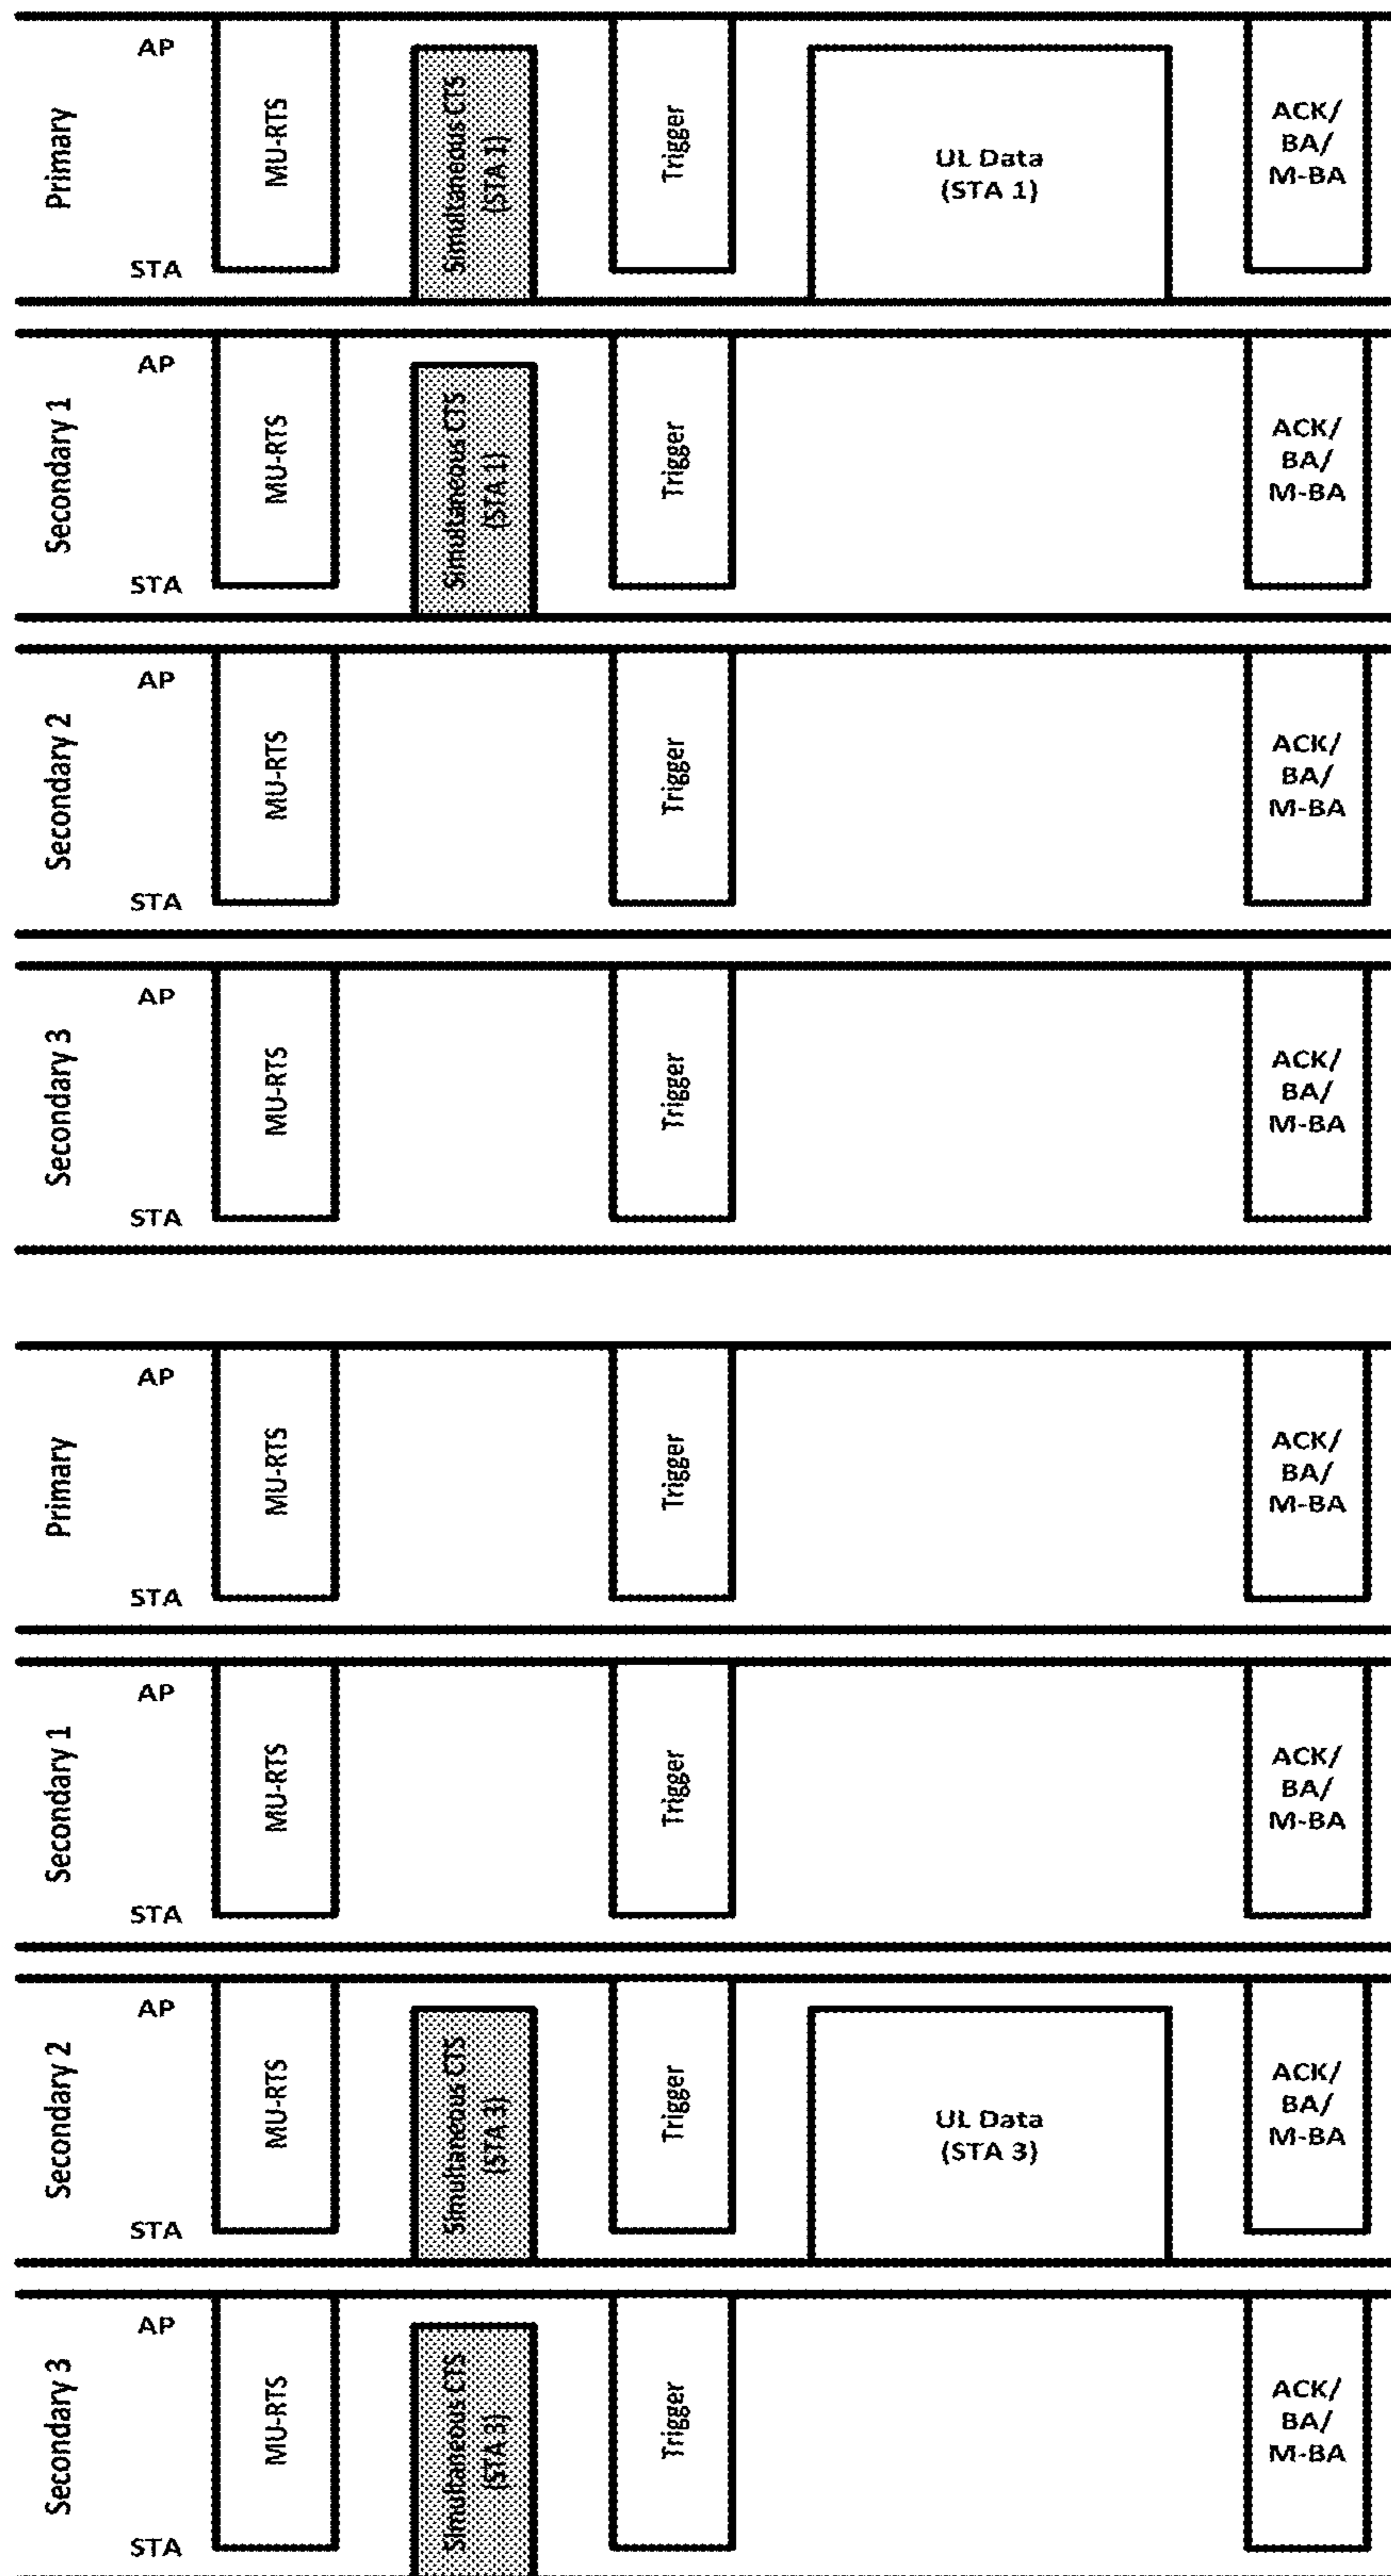 Primary
AP
STA
MU-RTS
Simultaneous CTS
(STA 1)
Trigger
UL Data
(STA 1)
ACK/
BA/
M-BA
Secondary 1
AP
STA
MU-RTS
Simultaneous CTS
(STA 1)
Trigger
ACK/
BA/
M-BA
Secondary 2
AP
STA
MU-RTS
Trigger
ACK/
BA/
M-BA
Secondary 3
AP
STA
MU-RTS
Trigger
ACK/
BA/
M-BA
Primary
AP
STA
MU-RTS
Trigger
ACK/
BA/
M-BA
Secondary 1
AP
STA
MU-RTS
Trigger
ACK/
BA/
M-BA
Secondary 2
AP
STA
MU-RTS
Simultaneous CTS
(STA 3)
Trigger
UL Data
(STA 3)
ACK/
BA/
M-BA
Secondary 3
AP
STA
MU-RTS
Simultaneous CTS
(STA 3)
Trigger
ACK/
BA/
M-BA